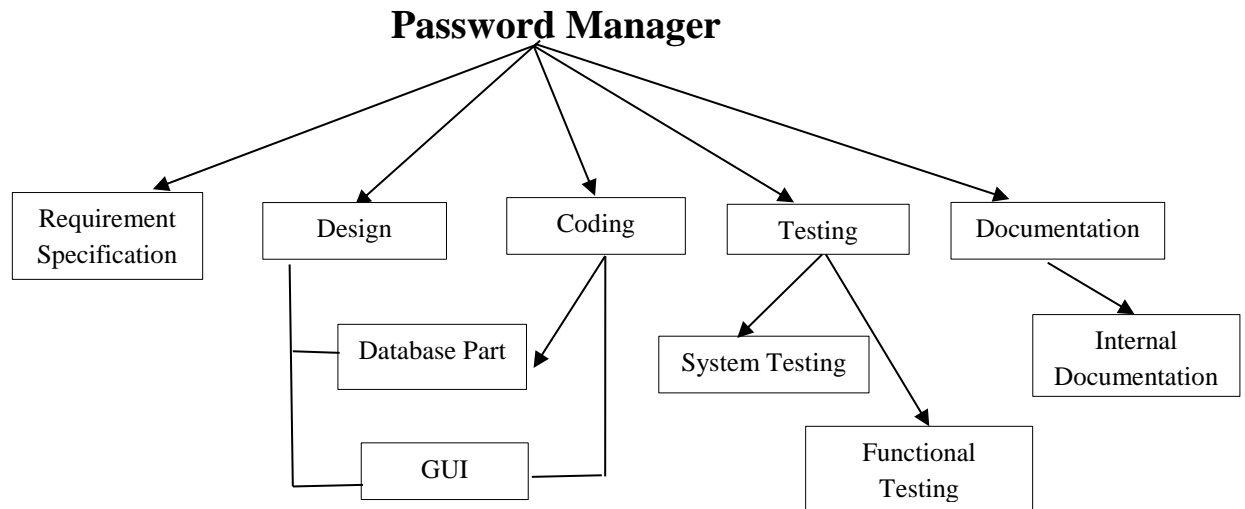 Password Manager
Requirement
Specification
Design
Coding
Testing
Documentation
Database Part
System Testing
Internal
Documentation
GUI
Functional
Testing